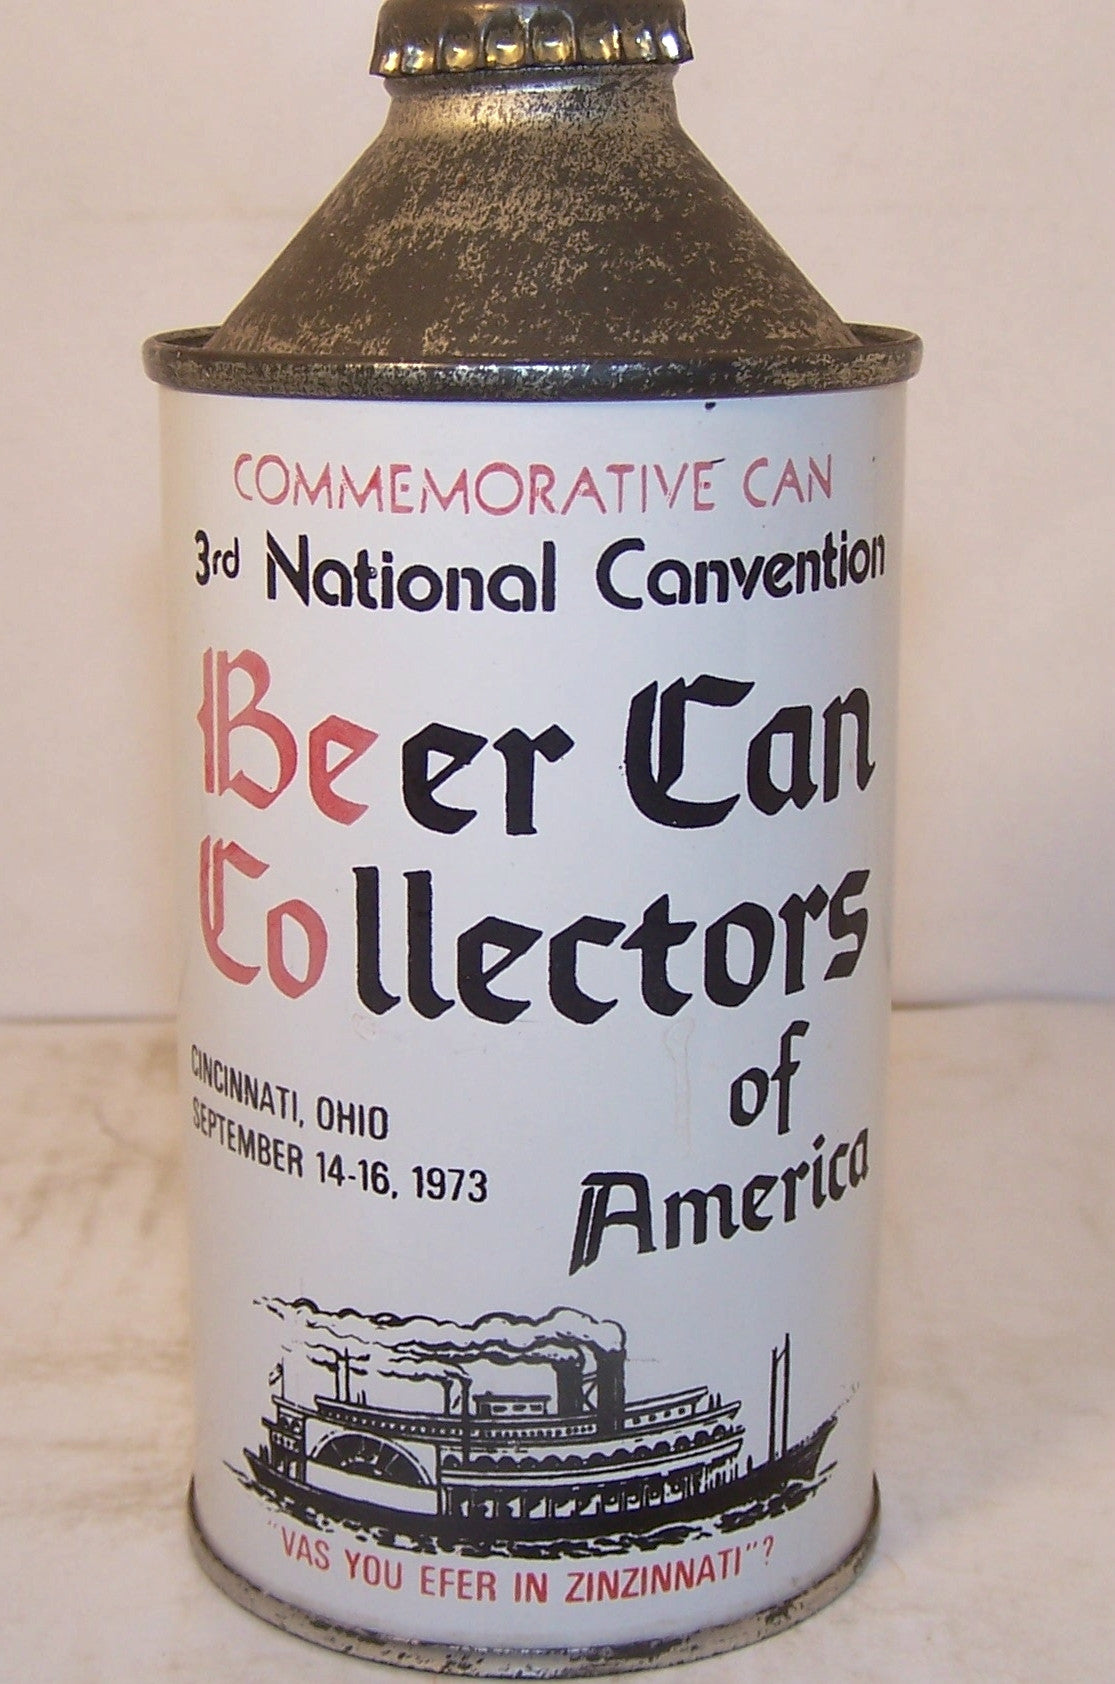 COMMEMORATIVE CAN
3rd National Canvention
Beer Can
Collectors
of
America
CINCINNATI, OHIO
SEPTEMBER 14-16, 1973
"VAS YOU EFER IN ZINZINNATI"?